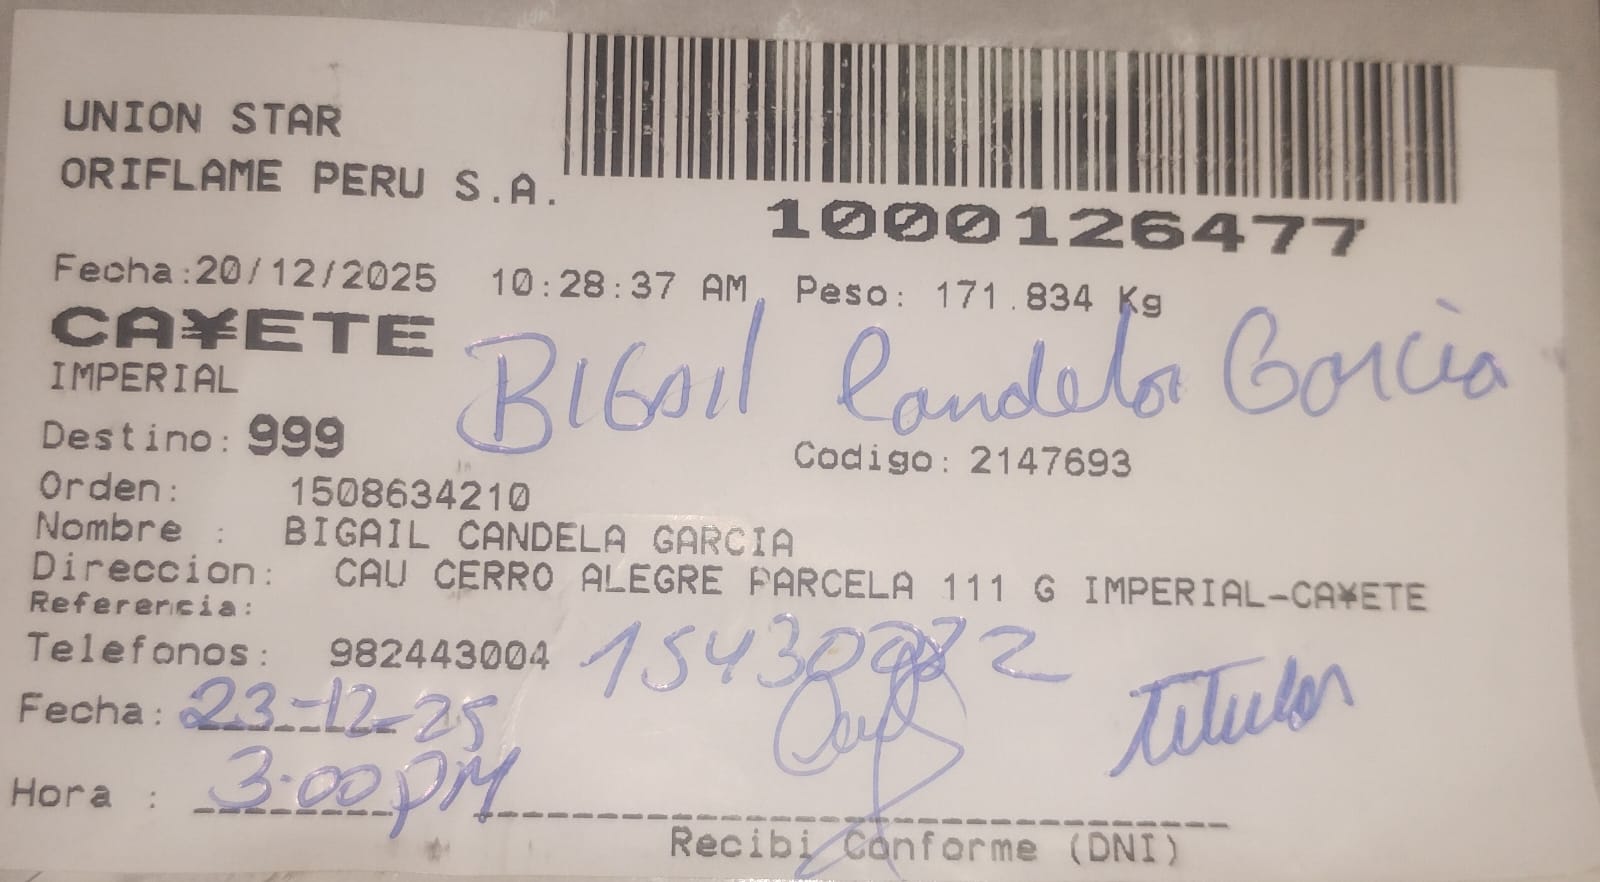 UNION STAR
ORIFLAME PERU S.A.
1000126477
Fecha:20/12/2025 10:28:37 AM Peso: 171.834 Kg
CA¥ETE
IMPERIAL
BIGAIL Candela Garcia
Destino: 999
Codigo: 2147693
Orden: 1508634210
Nombre : BIGAIL CANDELA GARCIA
Direccion: CAU CERRO ALEGRE PARCELA 111 G IMPERIAL-CA¥ETE
Referencia:
Telefonos: 982443004
Fecha: 23-12-25
titular
Hora : 3:00 PM
Recibi Conforme (DNI)